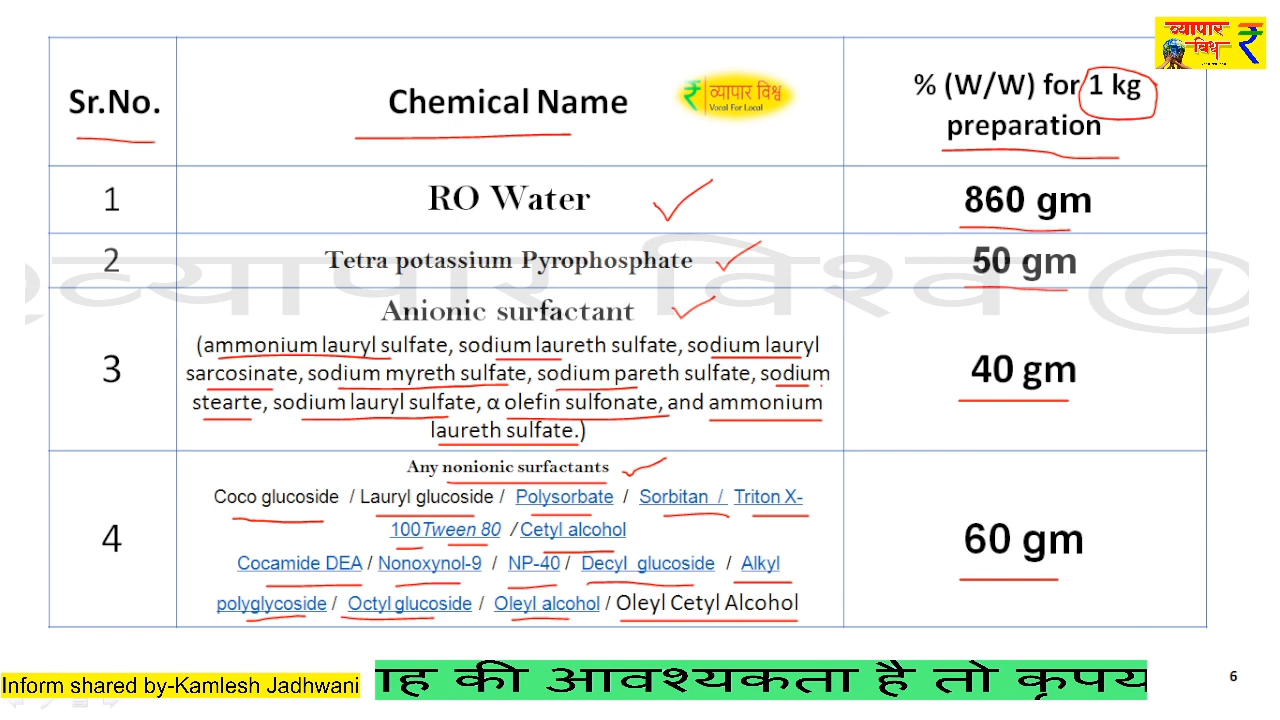 व्यापार
विश्व
₹
Sr.No.
Chemical Name
₹ व्यापार विश्व
Vocal For Local
% (W/W) for 1 kg
preparation
1
RO Water
860 gm
2
Tetra potassium Pyrophosphate
50 gm
@व्यापार विश्व @
3
Anionic surfactant
(ammonium lauryl sulfate, sodium laureth sulfate, sodium lauryl
sarcosinate, sodium myreth sulfate, sodium pareth sulfate, sodium
stearte, sodium lauryl sulfate, α olefin sulfonate, and ammonium
laureth sulfate.)
40 gm
4
Any nonionic surfactants
Coco glucoside / Lauryl glucoside / Polysorbate / Sorbitan / Triton X-
100Tween 80 / Cetyl alcohol
Cocamide DEA / Nonoxynol-9 / NP-40 / Decyl glucoside / Alkyl
polyglycoside / Octyl glucoside / Oleyl alcohol / Oleyl Cetyl Alcohol
60 gm
Inform shared by-Kamlesh Jadhwani
ाह की आवश्यकता है तो कृपय
6